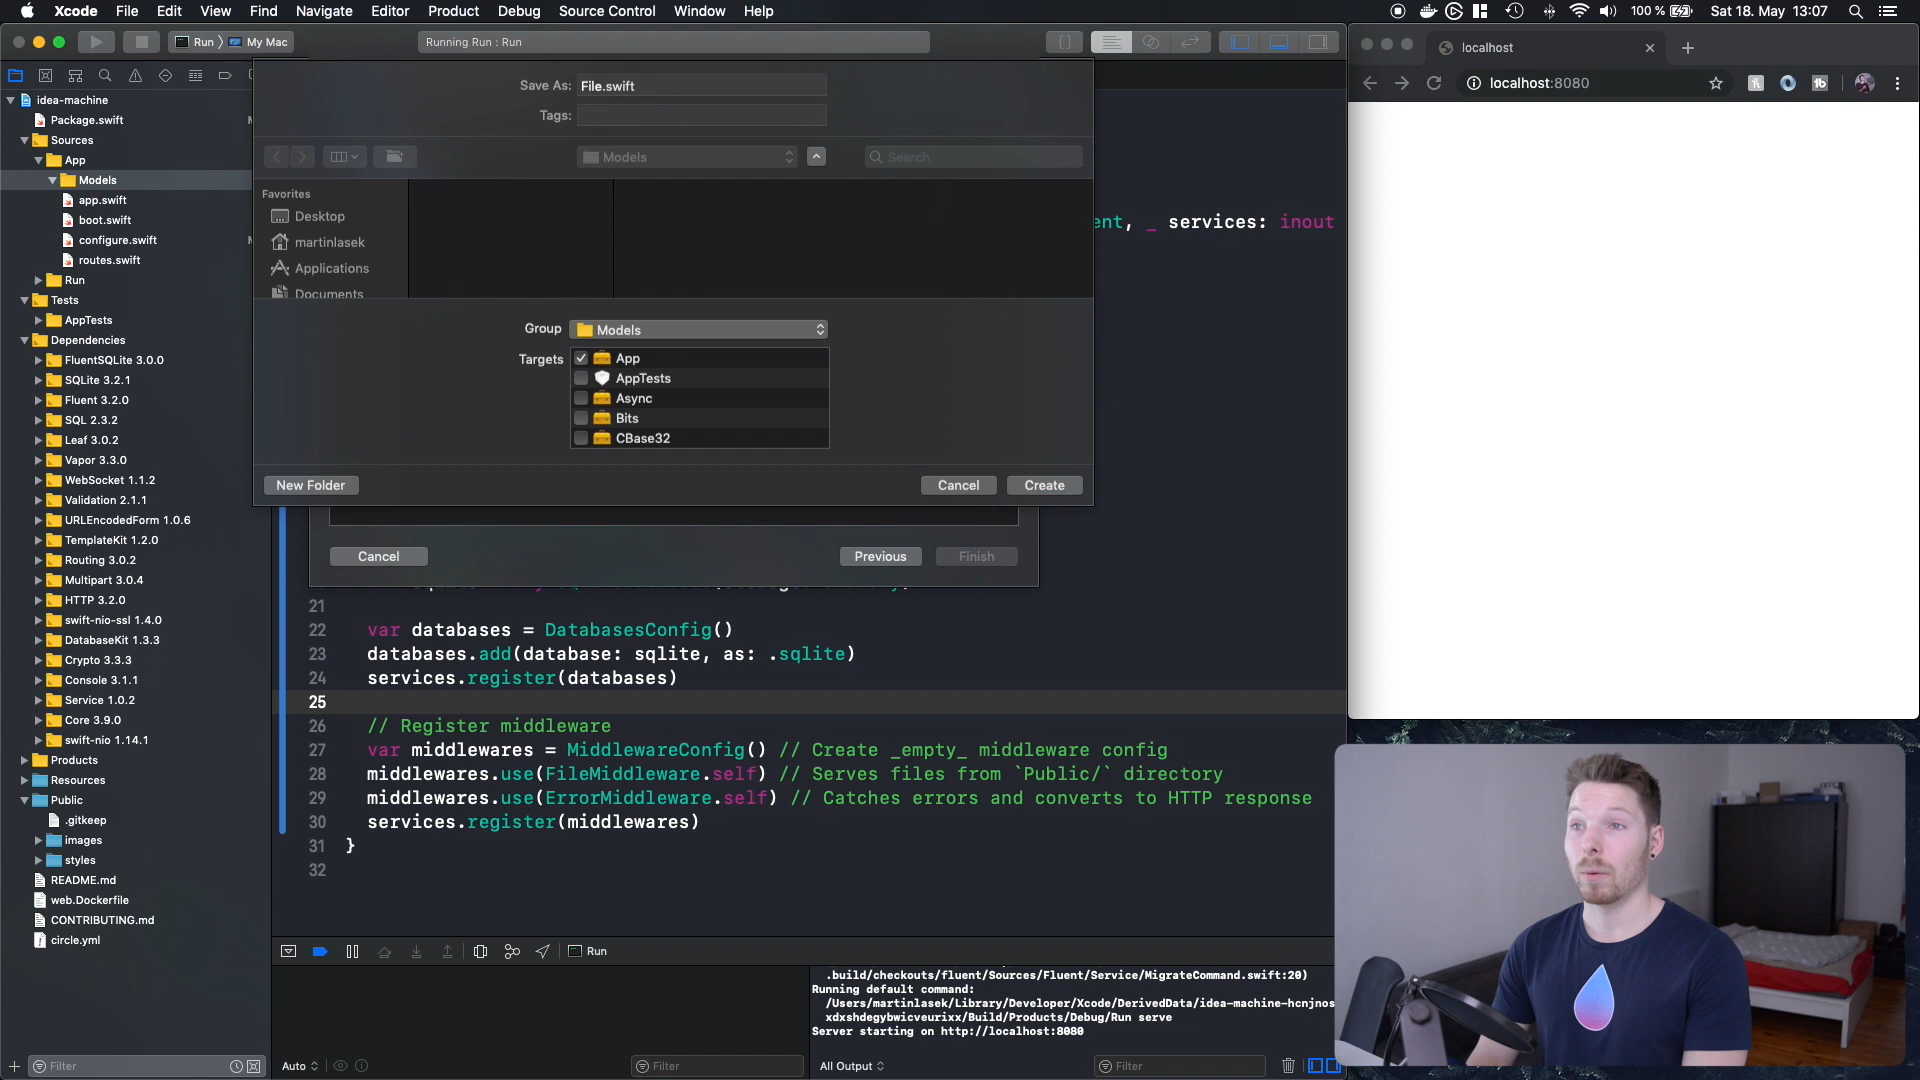 Xcode File Edit View Find Navigate Editor Product Debug Source Control Window Help
100 % Sat 18. May 13:07
Run My Mac
Running Run : Run
localhost
localhost:8080
idea-machine
Package.swift
Sources
App
Models
app.swift
boot.swift
configure.swift
routes.swift
Run
Tests
AppTests
Dependencies
FluentSQLite 3.0.0
SQLite 3.2.1
Fluent 3.2.0
SQL 2.3.2
Leaf 3.0.2
Vapor 3.3.0
WebSocket 1.1.2
Validation 2.1.1
URLEncodedForm 1.0.6
TemplateKit 1.2.0
Routing 3.0.2
Multipart 3.0.4
HTTP 3.2.0
swift-nio-ssl 1.4.0
DatabaseKit 1.3.3
Crypto 3.3.3
Console 3.1.1
Service 1.0.2
Core 3.9.0
swift-nio 1.14.1
Products
Resources
Public
.gitkeep
images
styles
README.md
web.Dockerfile
CONTRIBUTING.md
circle.yml
Filter
Save As: File.swift
Tags:
Models
Search
Favorites
Desktop
martinlasek
Applications
Documents
Group Models
Targets
App
AppTests
Async
Bits
CBase32
New Folder Cancel Create
Cancel Previous Finish
ent, _ services: inout
21
22 var databases = DatabasesConfig()
23 databases.add(database: sqlite, as: .sqlite)
24 services.register(databases)
25
26 // Register middleware
27 var middlewares = MiddlewareConfig() // Create _empty_ middleware config
28 middlewares.use(FileMiddleware.self) // Serves files from `Public/` directory
29 middlewares.use(ErrorMiddleware.self) // Catches errors and converts to HTTP response
30 services.register(middlewares)
31 }
32
Run
.build/checkouts/fluent/Sources/Fluent/Service/MigrateCommand.swift:20)
Running default command:
/Users/martinlasek/Library/Developer/Xcode/DerivedData/idea-machine-hcnjnos
xdxshdegybwicveurixx/Build/Products/Debug/Run serve
Server starting on http://localhost:8080
Auto
Filter
All Output
Filter